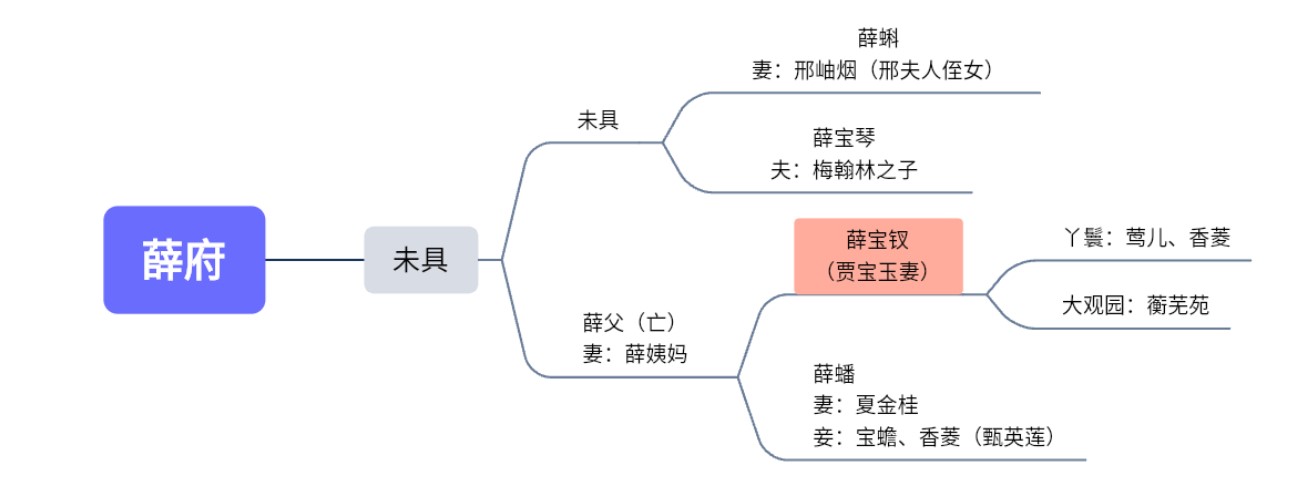 薛府
未具
未具
薛蝌
妻：邢岫烟（邢夫人侄女）
薛宝琴
夫：梅翰林之子
薛父（亡）
妻：薛姨妈
薛宝钗
（贾宝玉妻）
丫鬟：莺儿、香菱
大观园：蘅芜苑
薛蟠
妻：夏金桂
妾：宝蟾、香菱（甄英莲）